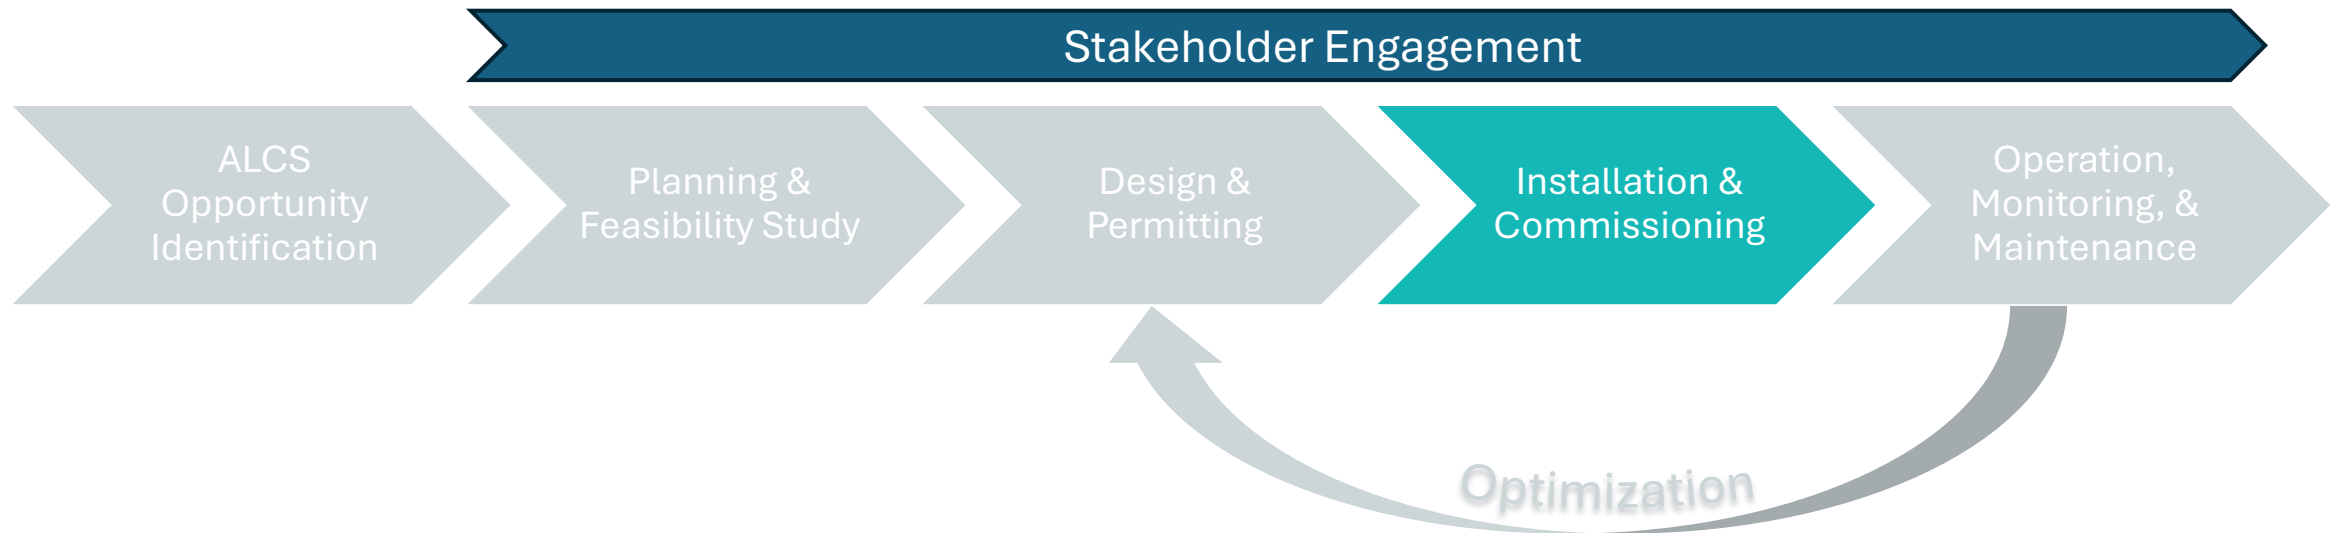 Stakeholder Engagement
ALCS
Opportunity
Identification
Planning &
Feasibility Study
Design &
Permitting
Installation &
Commissioning
Operation,
Monitoring, &
Maintenance
Optimization